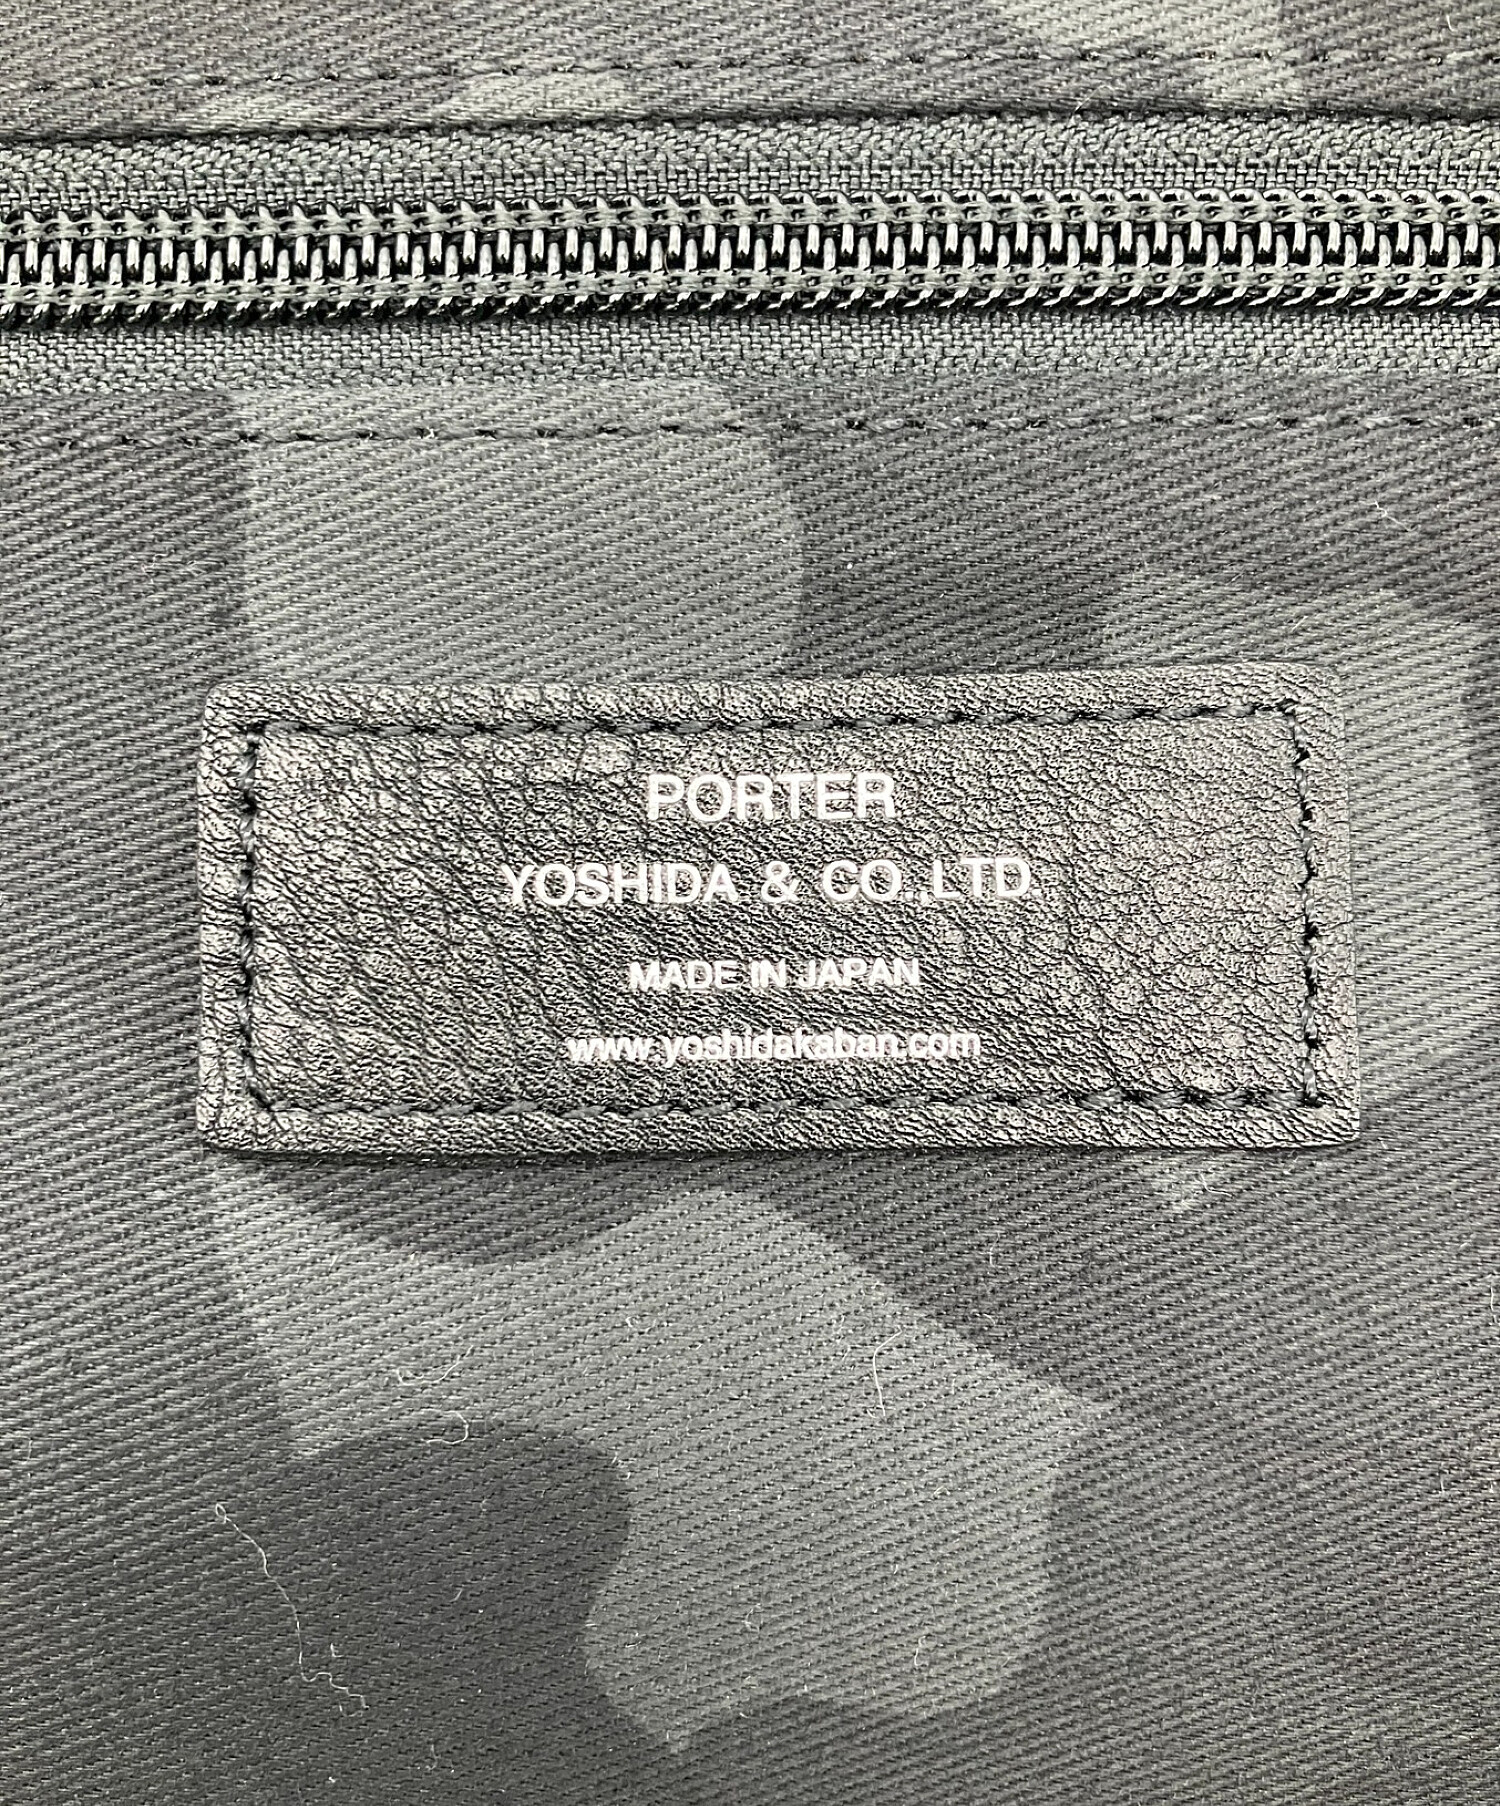 PORTER
YOSHIDA & CO.,LTD.
MADE IN JAPAN
www.yoshidakaban.com